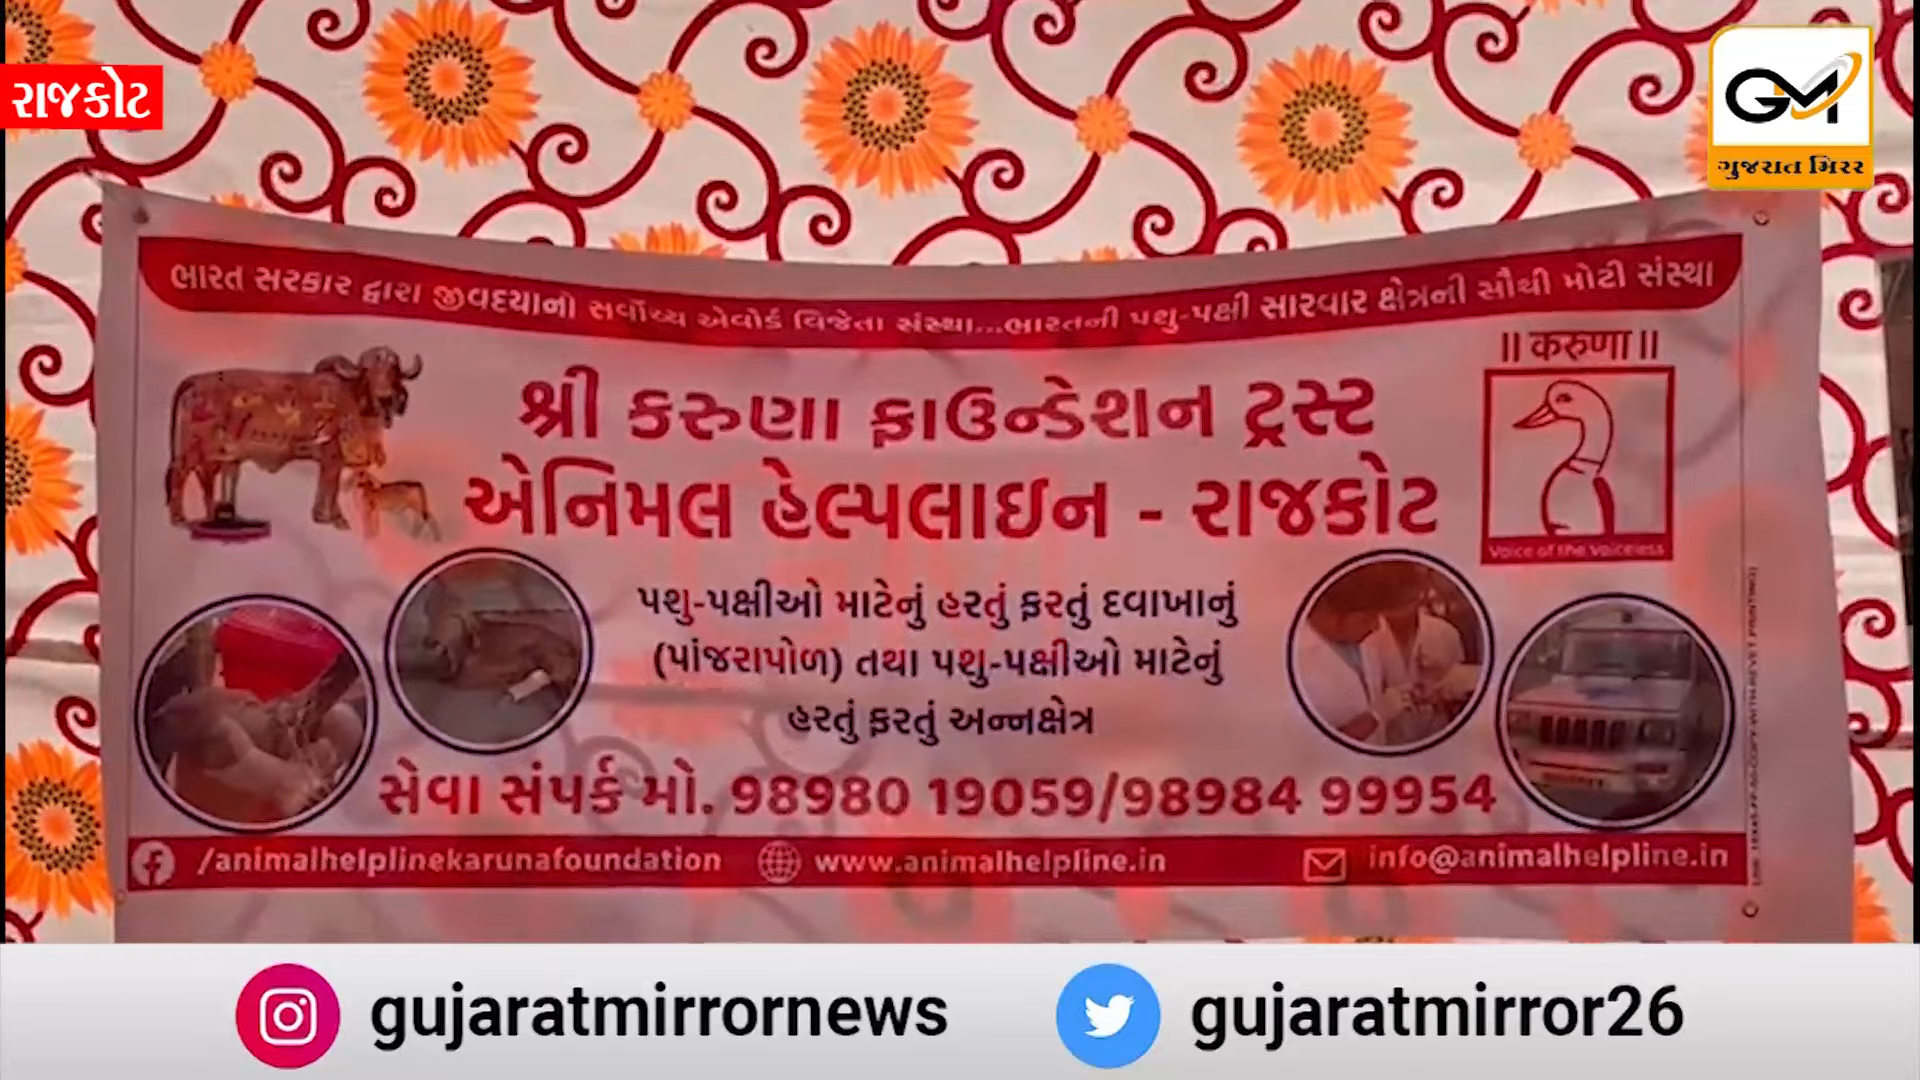 રાજકોટ
GM
ગુજરાત મિરર
ભારત સરકાર દ્વારા જીવદયાનો સર્વોચ્ચ એવોર્ડ વિજેતા સંસ્થા...ભારતની પશુ-પક્ષી સારવાર ક્ષેત્રની સૌથી મોટી સંસ્થા
॥ करुणा ॥
શ્રી કરુણા ફાઉન્ડેશન ટ્રસ્ટ
એનિમલ હેલ્પલાઇન - રાજકોટ
Voice of the Voiceless
પશુ-પક્ષીઓ માટેનું હરતું ફરતું દવાખાનું
(પાંજરાપોળ) તથા પશુ-પક્ષીઓ માટેનું
હરતું ફરતું અન્નક્ષેત્ર
સેવા સંપર્ક મો. 98980 19059/98984 99954
/animalhelplinekarunafoundation www.animalhelpline.in info@animalhelpline.in
gujaratmirrornews gujaratmirror26